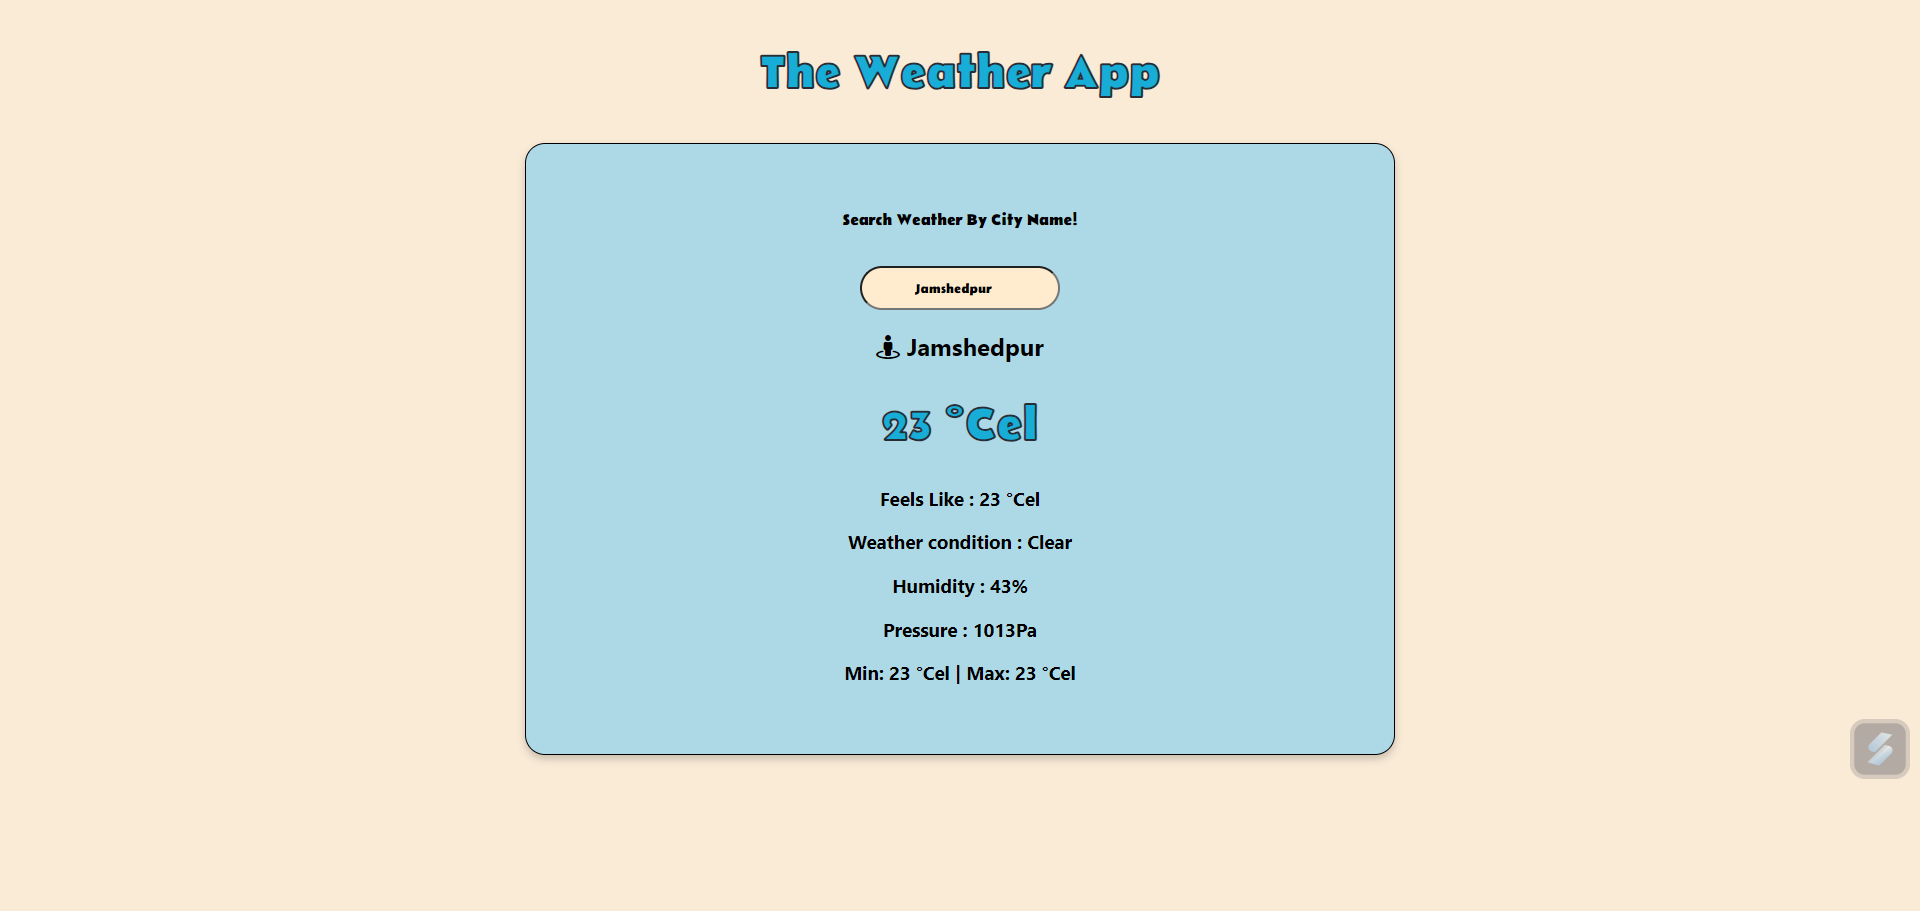 The Weather App
Search Weather By City Name!
Jamshedpur
Jamshedpur
23 °Cel
Feels Like : 23 °Cel
Weather condition : Clear
Humidity : 43%
Pressure : 1013Pa
Min: 23 °Cel | Max: 23 °Cel